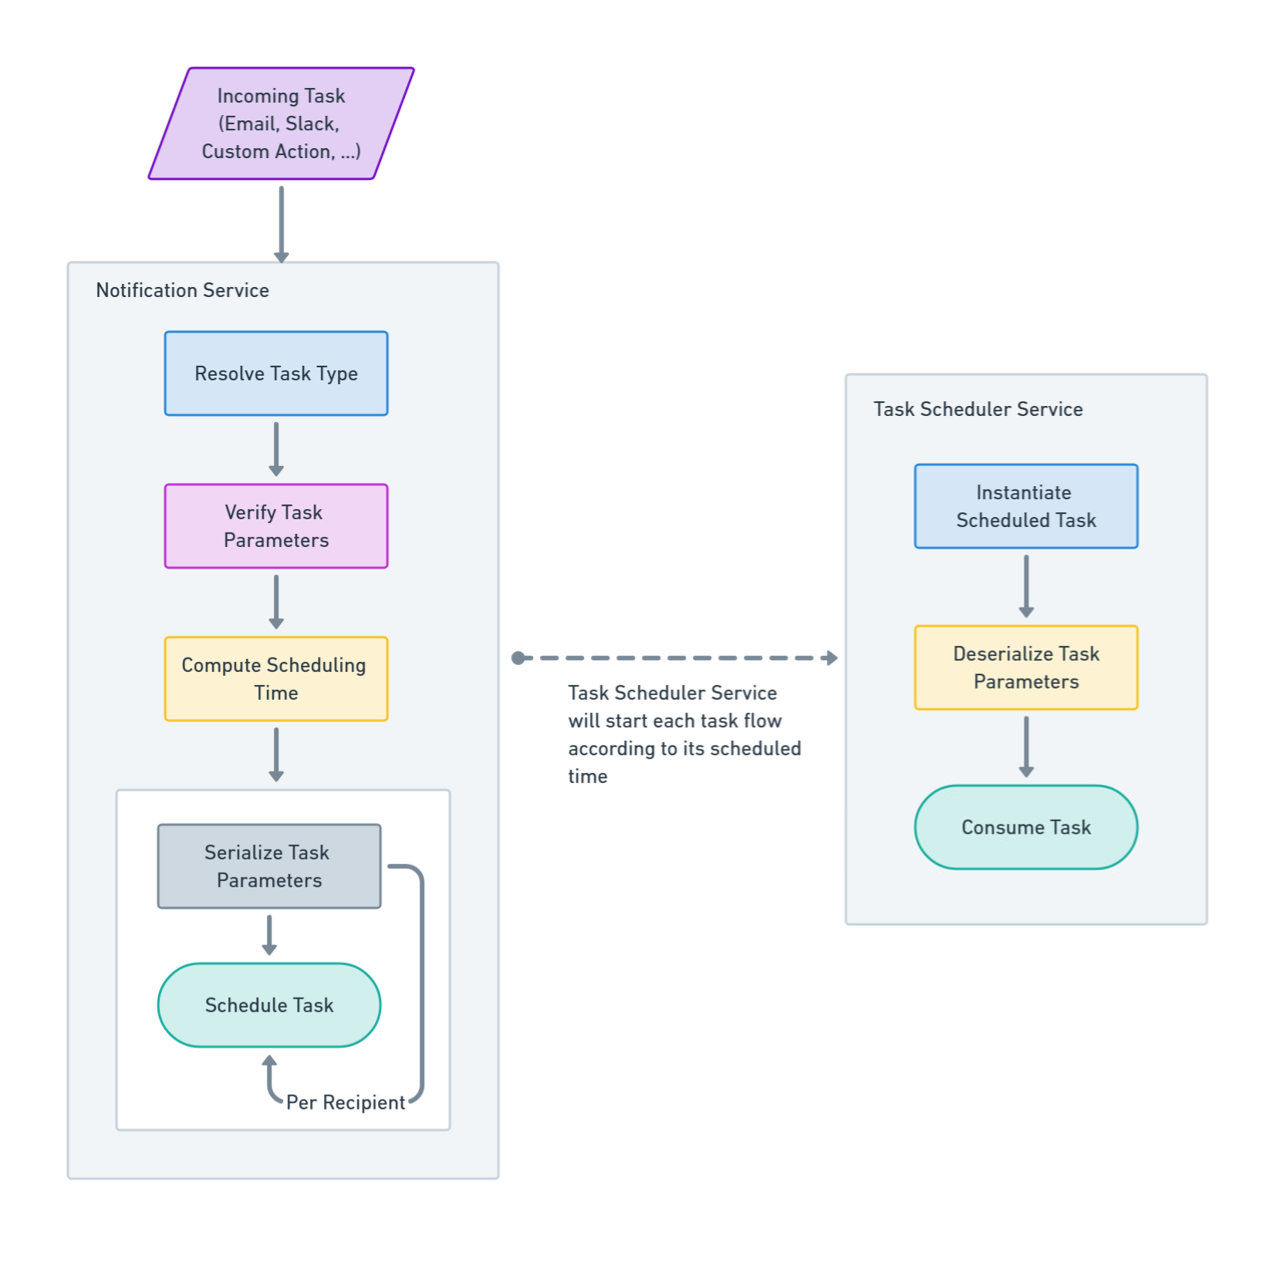 Incoming Task
(Email, Slack,
Custom Action, ...)
Notification Service
Resolve Task Type
Verify Task
Parameters
Compute Scheduling
Time
Serialize Task
Parameters
Schedule Task
Per Recipient
Task Scheduler Service
will start each task flow
according to its scheduled
time
Task Scheduler Service
Instantiate
Scheduled Task
Deserialize Task
Parameters
Consume Task